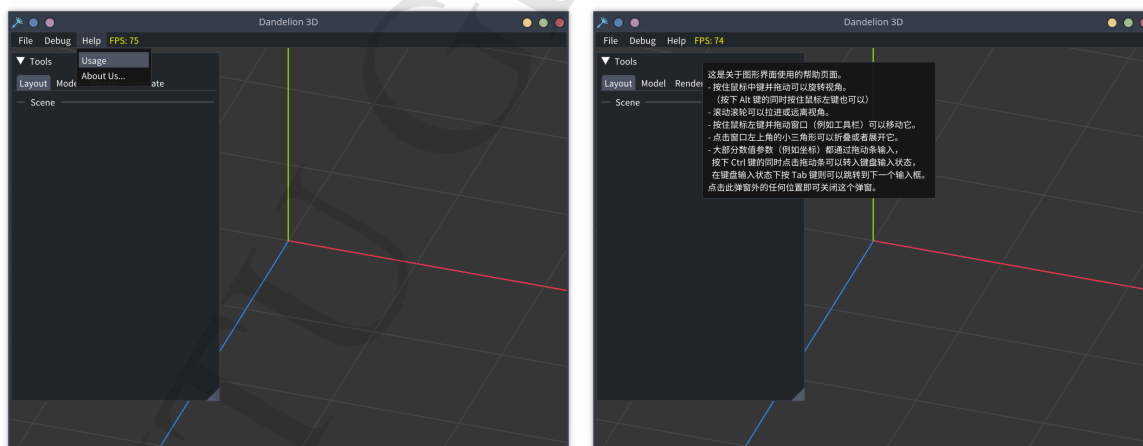 Dandelion 3D
File Debug Help FPS: 75
Tools
Usage
About Us...
Layout
Scene
Dandelion 3D
File Debug Help FPS: 74
Tools
Layout Model Render
Scene
这是关于图形界面使用的帮助页面。
- 按住鼠标中键并拖动可以旋转视角。
（按下 Alt 键的同时按住鼠标左键也可以）
- 滚动滚轮可以拉进或远离视角。
- 按住鼠标左键并拖动窗口（例如工具栏）可以移动它。
- 点击窗口左上角的小三角形可以折叠或者展开它。
- 大部分数值参数（例如坐标）都通过拖动条输入，
按下 Ctrl 键的同时点击拖动条可以转入键盘输入状态，
在键盘输入状态下按 Tab 键则可以跳转到下一个输入框。
点击此弹窗外的任何位置即可关闭这个弹窗。